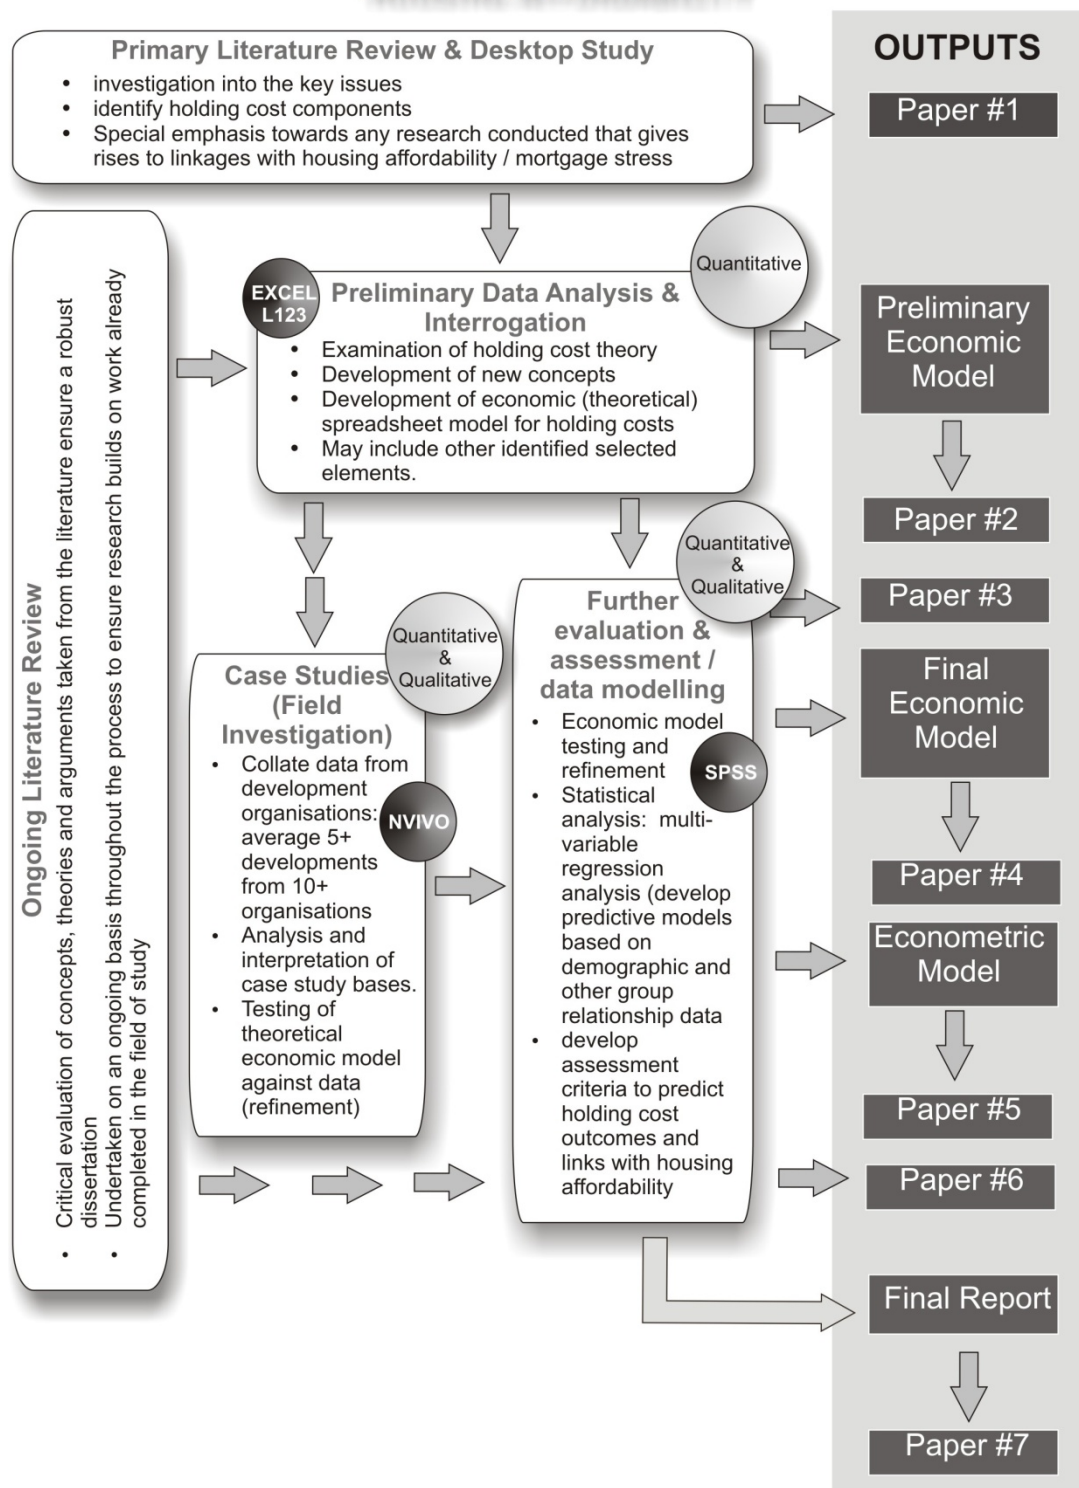 Primary Literature Review & Desktop Study
• investigation into the key issues
• identify holding cost components
• Special emphasis towards any research conducted that gives
rises to linkages with housing affordability / mortgage stress
OUTPUTS
Paper #1
Ongoing Literature Review
• Critical evaluation of concepts, theories and arguments taken from the literature ensure a robust
dissertation
• Undertaken on an ongoing basis throughout the process to ensure research builds on work already
completed in the field of study
EXCEL
L123
Quantitative
Preliminary Data Analysis &
Interrogation
• Examination of holding cost theory
• Development of new concepts
• Development of economic (theoretical)
spreadsheet model for holding costs
• May include other identified selected
elements.
Preliminary
Economic
Model
Paper #2
Quantitative
&
Qualitative
Case Studies
(Field
Investigation)
• Collate data from
development
organisations:
average 5+
developments
from 10+
organisations
• Analysis and
interpretation of
case study bases.
• Testing of
theoretical
economic model
against data
(refinement)
NVIVO
Quantitative
&
Qualitative
Further
evaluation &
assessment /
data modelling
• Economic model
testing and
refinement
• Statistical
analysis: multi-
variable
regression
analysis (develop
predictive models
based on
demographic and
other group
relationship data
• develop
assessment
criteria to predict
holding cost
outcomes and
links with housing
affordability
SPSS
Paper #3
Final
Economic
Model
Paper #4
Econometric
Model
Paper #5
Paper #6
Final Report
Paper #7